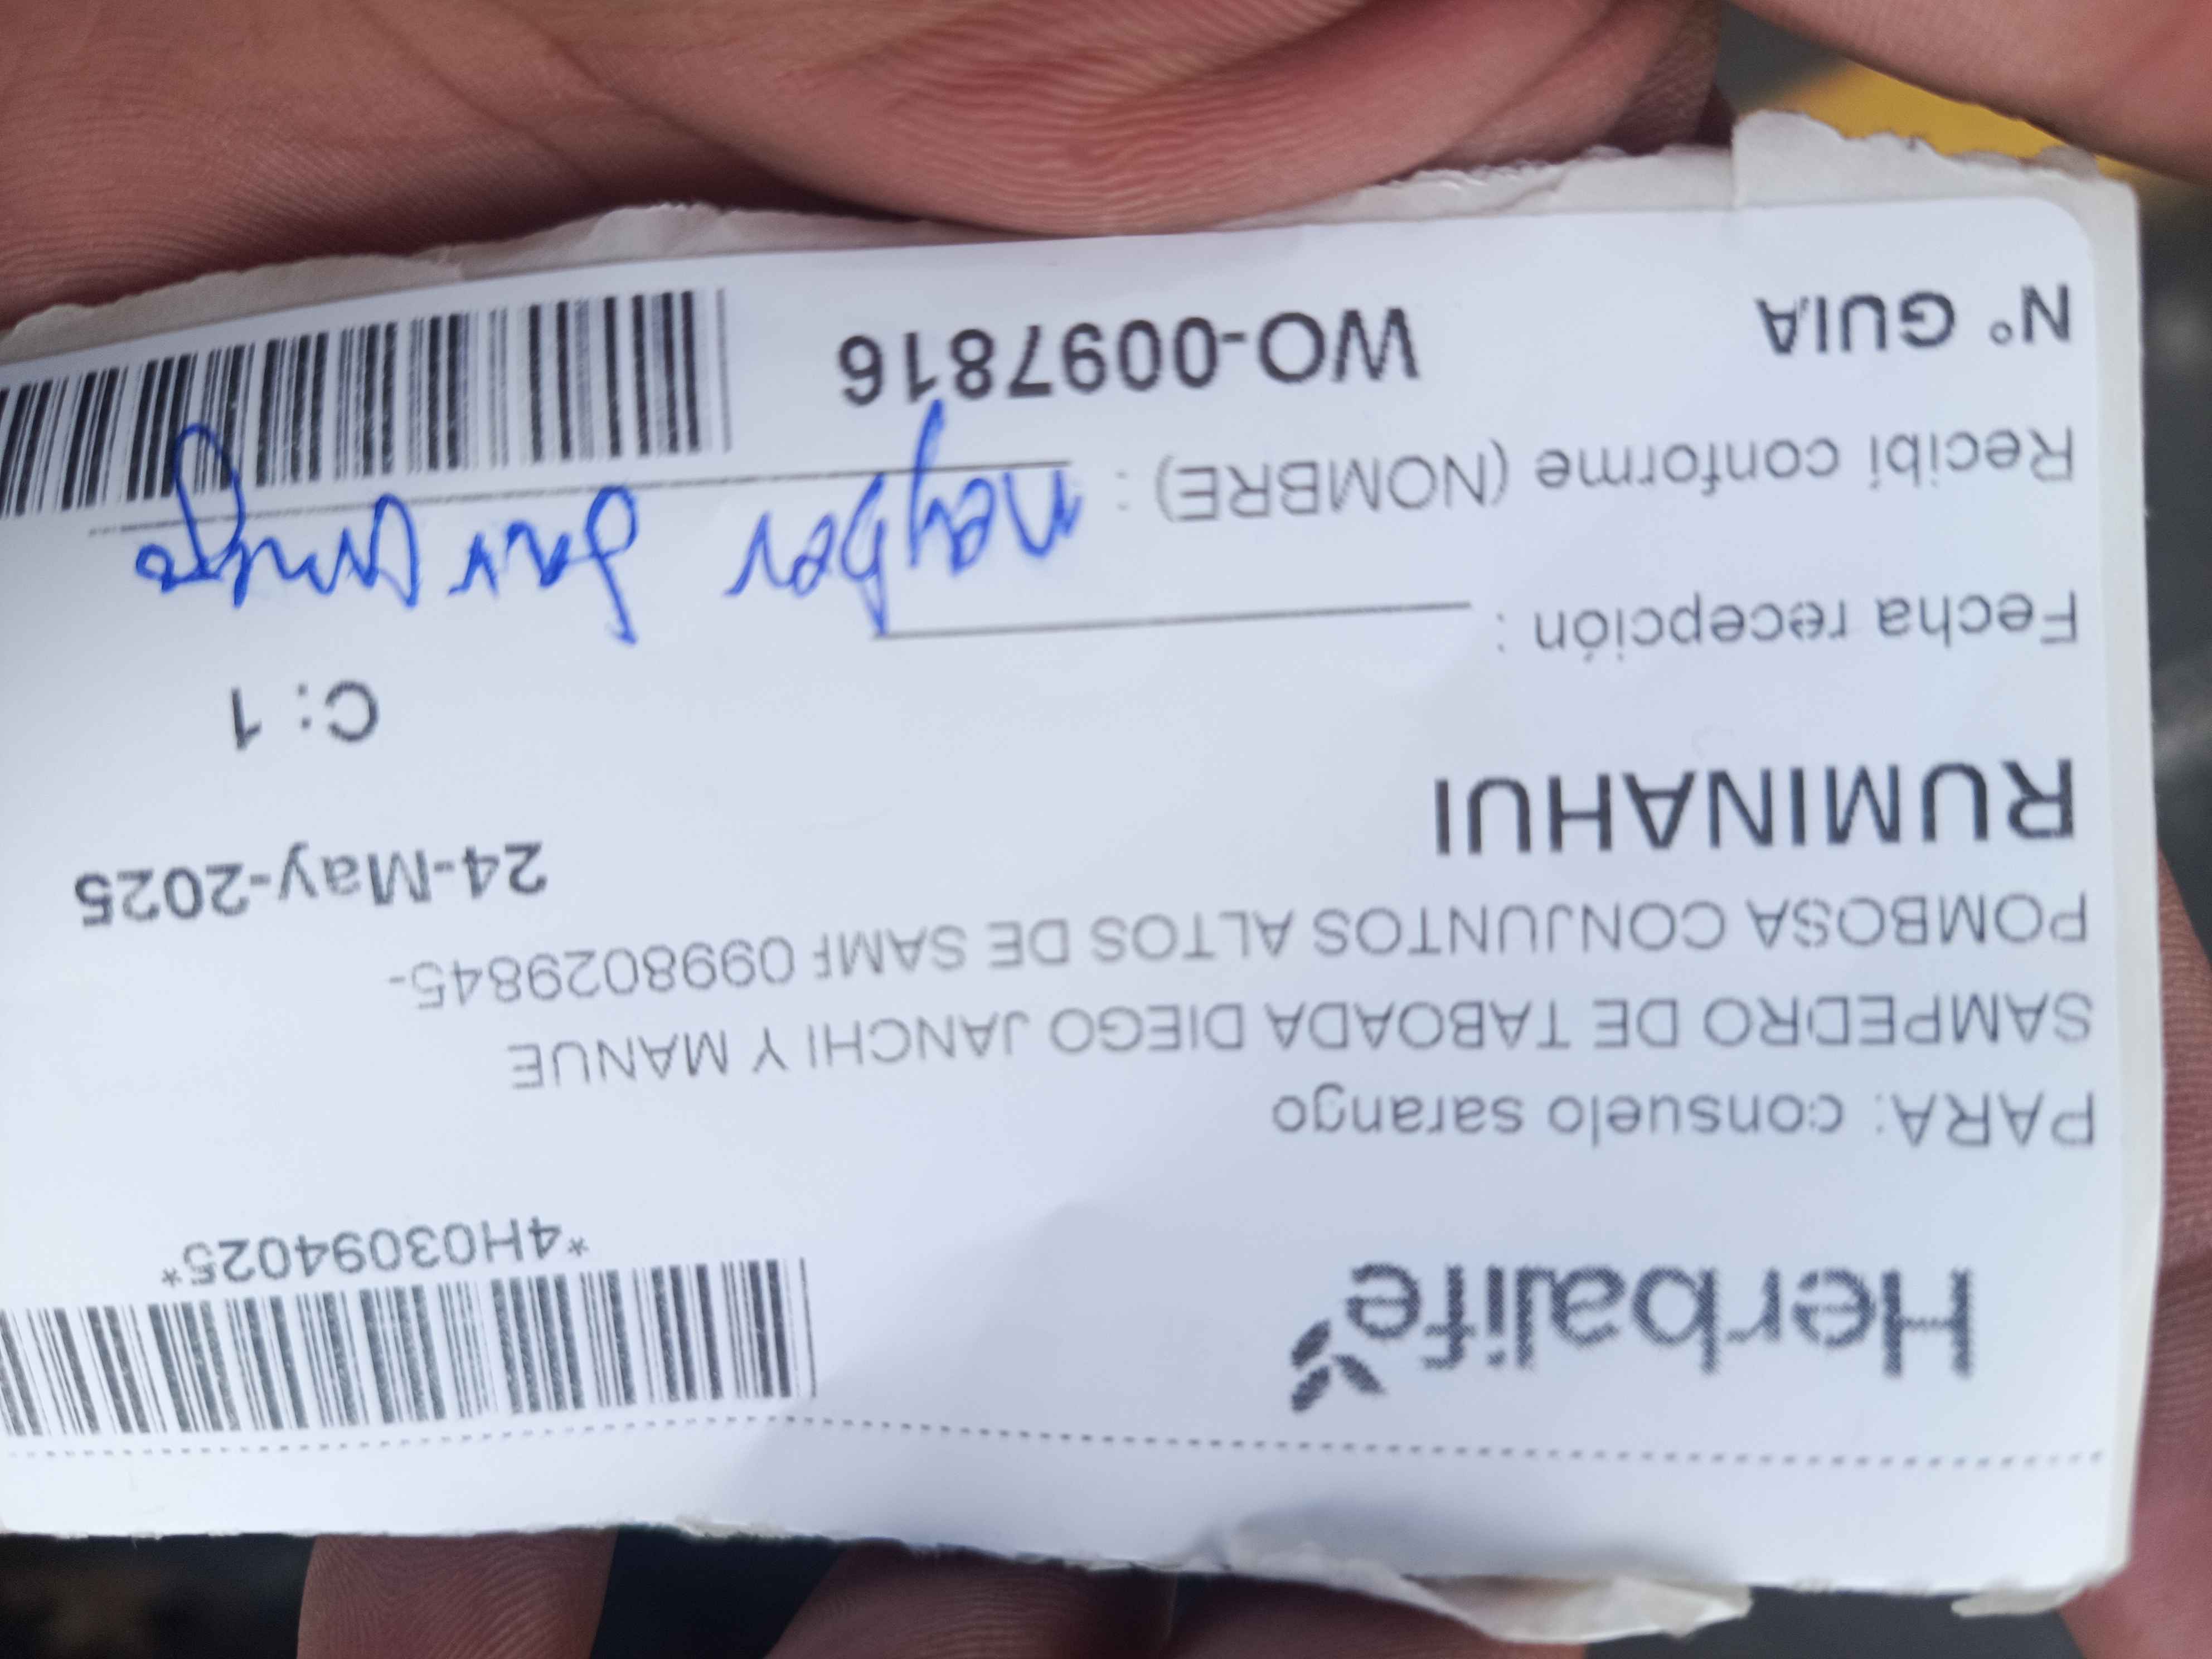 Herbalife
*4H03094025*
PARA: consuelo sarango
SAMPEDRO DE TABOADA DIEGO JANCHI Y MANUE
POMBOSA CONJUNTOS ALTOS DE SAMF 0998029845-
RUMINAHUI
24-May-2025
C: 1
Fecha recepción :
Recibi conforme (NOMBRE) :
N° GUIA
WO-0097816